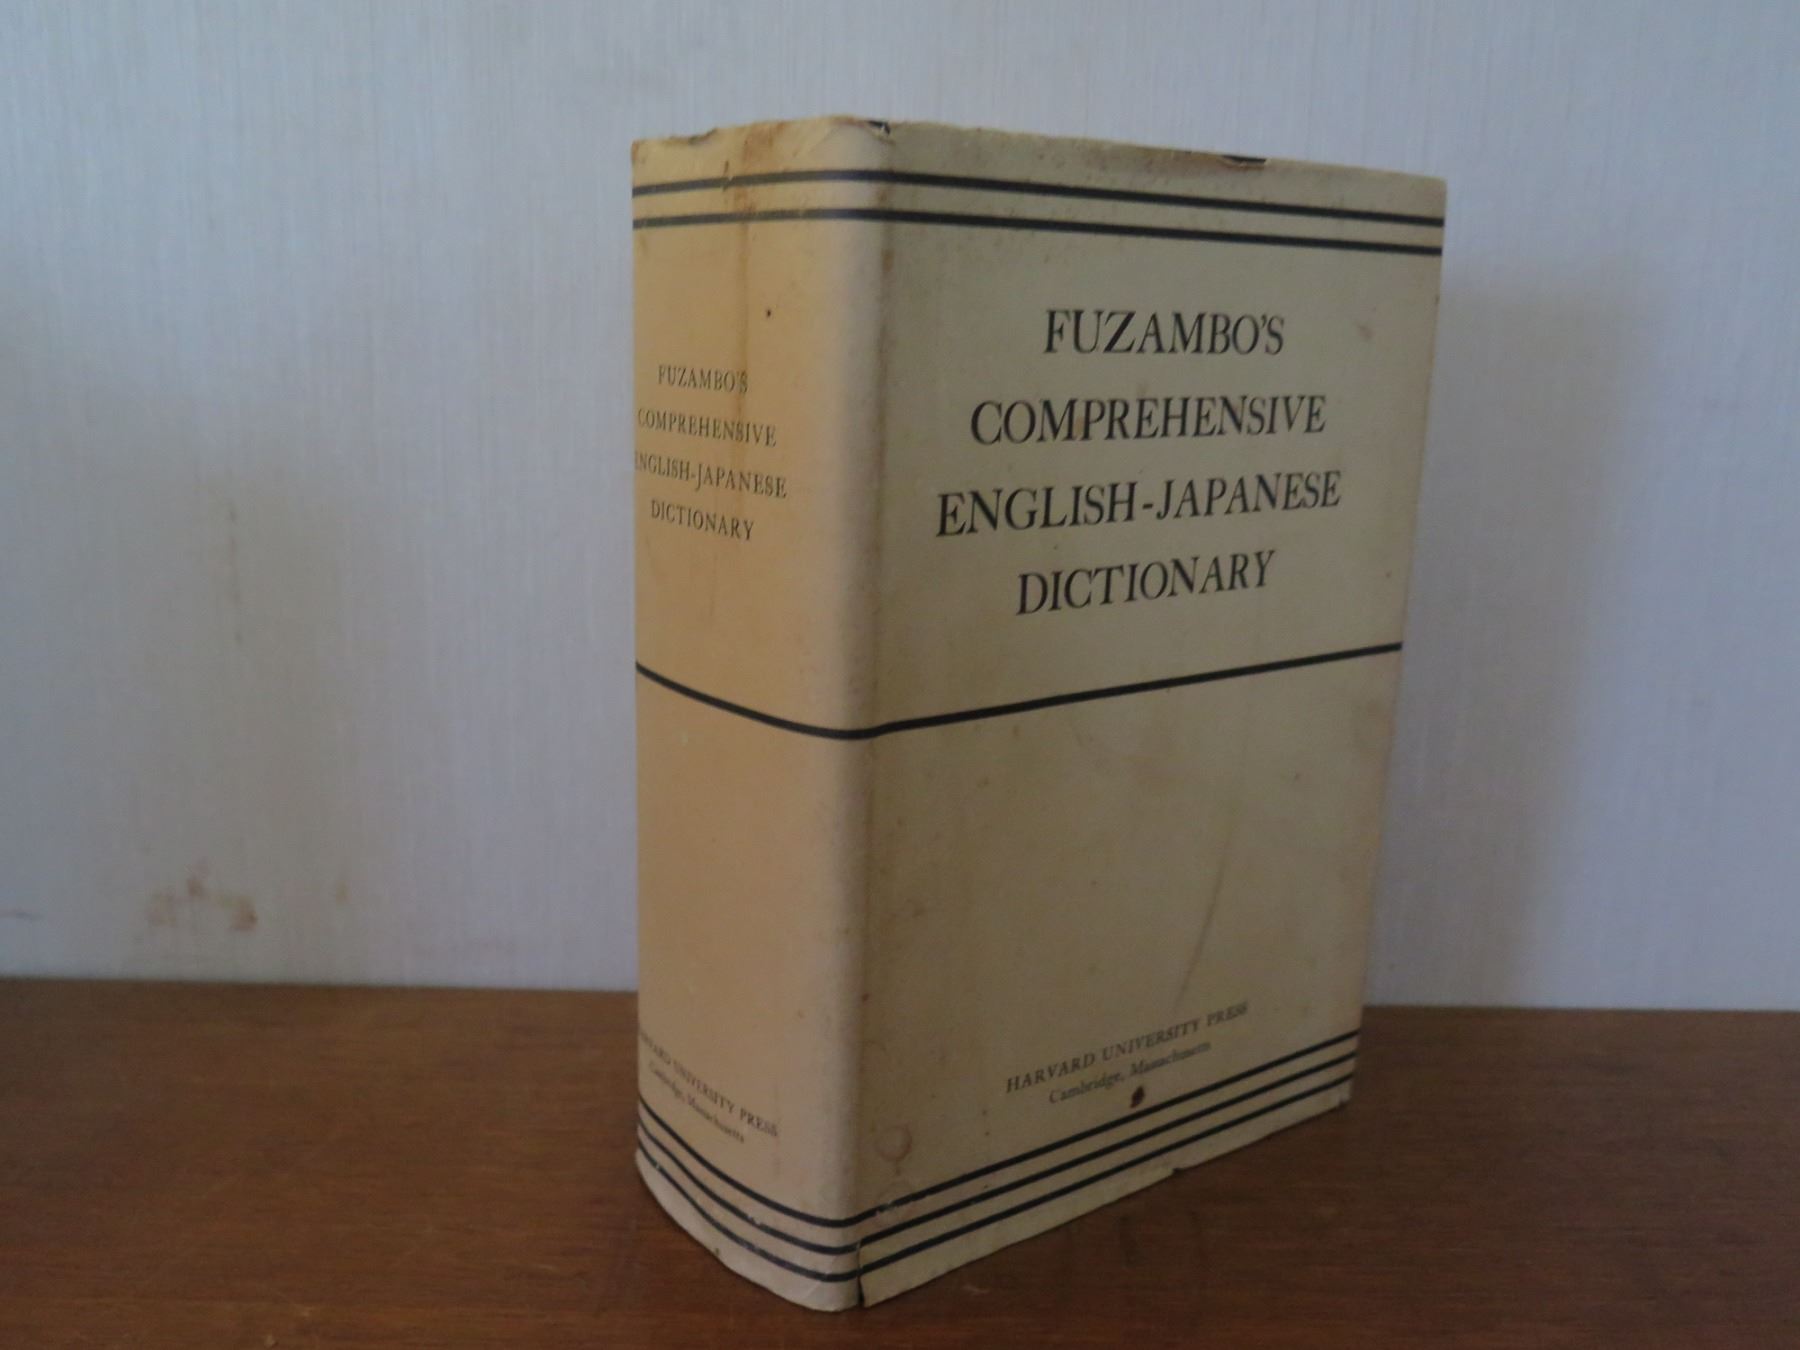 FUZAMBO'S
COMPREHENSIVE
ENGLISH-JAPANESE
DICTIONARY
HARVARD UNIVERSITY PRESS
Cambridge, Massachusetts
FUZAMBO'S
COMPREHENSIVE
ENGLISH-JAPANESE
DICTIONARY
HARVARD UNIVERSITY PRESS
Cambridge, Massachusetts